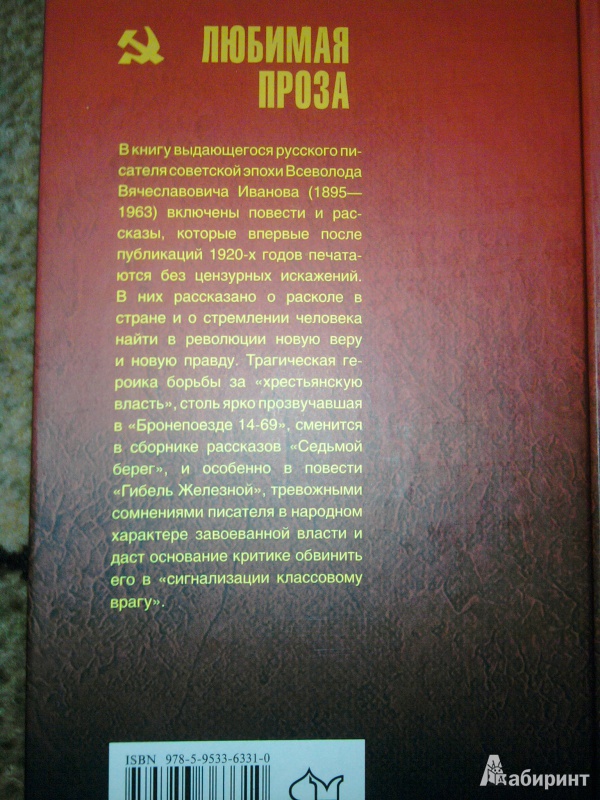 ЛЮБИМАЯ
ПРОЗА
В книгу выдающегося русского пи-
сателя советской эпохи Всеволода
Вячеславовича Иванова (1895—
1963) включены повести и рас-
сказы, которые впервые после
публикаций 1920-х годов печата-
ются без цензурных искажений.
В них рассказано о расколе в
стране и о стремлении человека
найти в революции новую веру
и новую правду. Трагическая ге-
роика борьбы за «хрестьянскую
власть», столь ярко прозвучавшая
в «Бронепоезде 14-69», сменится
в сборнике рассказов «Седьмой
берег», и особенно в повести
«Гибель Железной», тревожными
сомнениями писателя в народном
характере завоеванной власти и
даст основание критике обвинить
его в «сигнализации классовому
врагу».
ISBN 978-5-9533-6331-0
Лабиринт